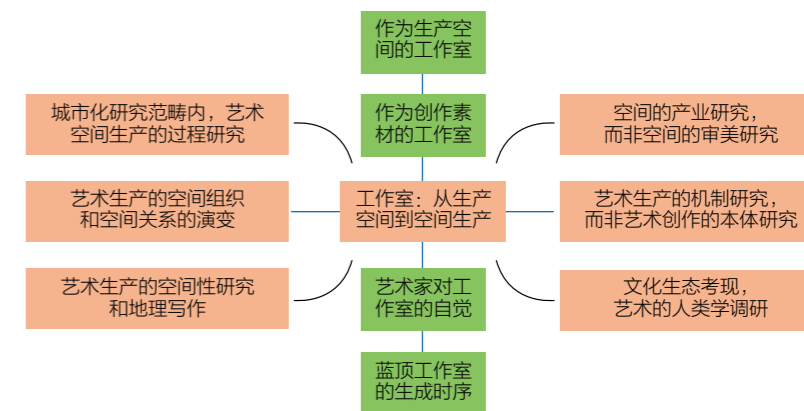 作为生产空
间的工作室
城市化研究范畴内，艺术
空间生产的过程研究
作为创作素
材的工作室
空间的产业研究，
而非空间的审美研究
艺术生产的空间组织
和空间关系的演变
工作室：从生产
空间到空间生产
艺术生产的机制研究，
而非艺术创作的本体研究
艺术生产的空间性研究
和地理写作
艺术家对工
作室的自觉
文化生态考现，
艺术的人类学调研
蓝顶工作室
的生成时序